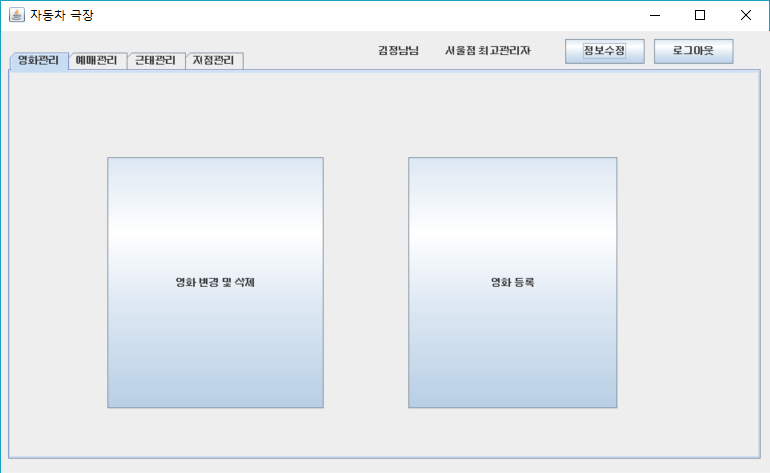 자동차 극장
김정남님 서울점 최고관리자 정보수정 로그아웃
영화관리 예매관리 근태관리 지점관리
영화 변경 및 삭제 영화 등록